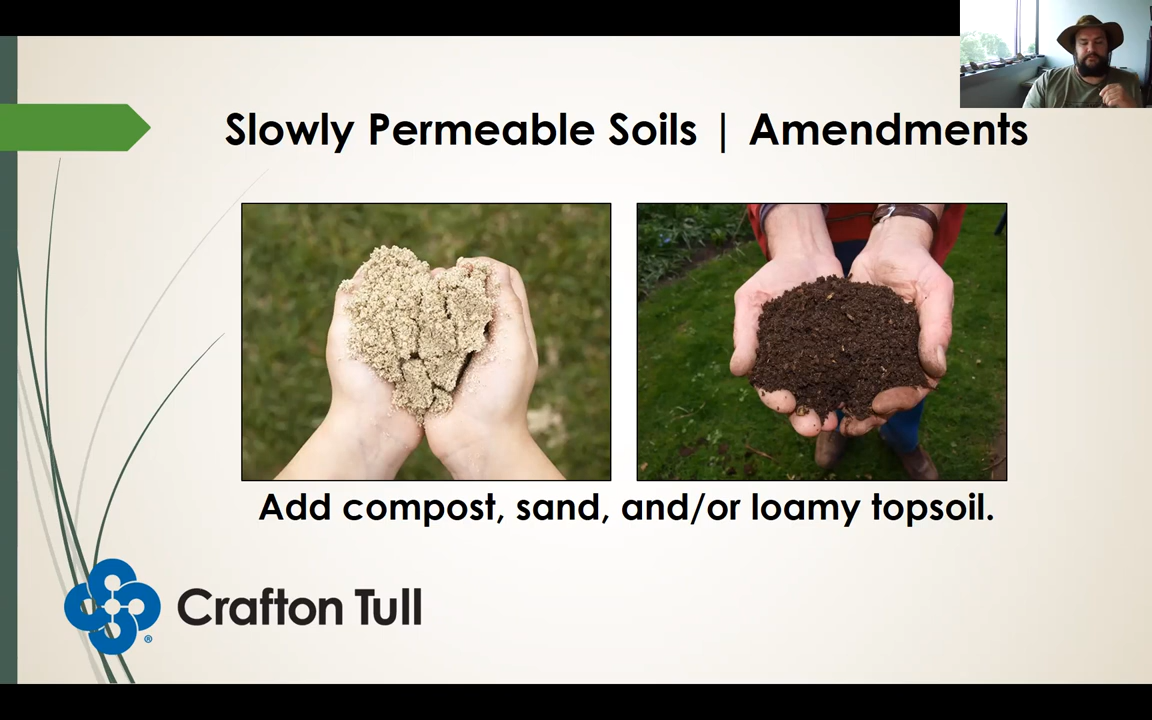 Slowly Permeable Soils | Amendments
Add compost, sand, and/or loamy topsoil.
Crafton Tull
®